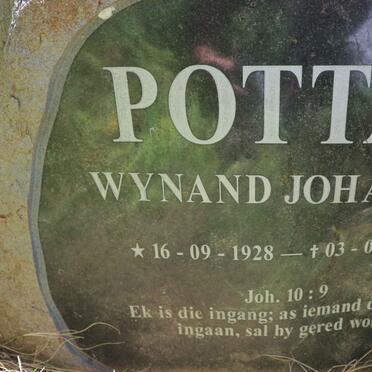 POTT
WYNAND JOHA
★ 16 - 09 - 1928 — † 03 - 0
Joh. 10 : 9
Ek is die ingang; as iemand
ingaan, sal hy gered wo